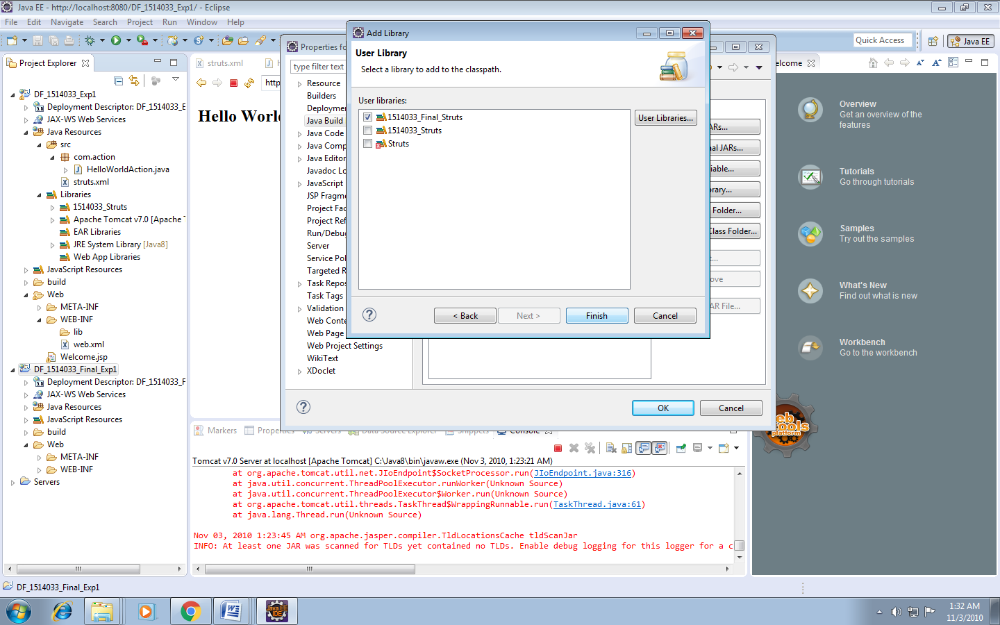 Java EE - http://localhost:8080/DF_1514033_Exp1/ - Eclipse
File Edit Navigate Search Project Run Window Help
Quick Access
Java EE
Project Explorer
DF_1514033_Exp1
Deployment Descriptor: DF_1514033_E
JAX-WS Web Services
Java Resources
src
com.action
HelloWorldAction.java
struts.xml
Libraries
1514033_Struts
Apache Tomcat v7.0 [Apache
EAR Libraries
JRE System Library [Java8]
Web App Libraries
JavaScript Resources
build
Web
META-INF
WEB-INF
lib
web.xml
Welcome.jsp
DF_1514033_Final_Exp1
Deployment Descriptor: DF_1514033_F
JAX-WS Web Services
Java Resources
JavaScript Resources
build
Web
META-INF
WEB-INF
Servers
struts.xml
H
http
Hello Worl
Properties fo
type filter text
Resource
Builders
Deployme
Java Build
Java Code
Java Comp
Java Editor
Javadoc Lo
JavaScript
JSP Fragme
Project Fac
Project Ref
Run/Debug
Server
Service Pol
Targeted R
Task Repos
Task Tags
Validation
Web Conte
Web Page
Web Project Settings
WikiText
XDoclet
ARs...
nal JARs...
iable...
rary...
Folder...
Class Folder...
ove
AR File...
OK
Cancel
Add Library
User Library
Select a library to add to the classpath.
User libraries:
1514033_Final_Struts
1514033_Struts
Struts
User Libraries...
< Back
Next >
Finish
Cancel
elcome
Overview
Get an overview of the
features
Tutorials
Go through tutorials
Samples
Try out the samples
What's New
Find out what is new
Workbench
Go to the workbench
eb
tools
platform
Markers Properties Servers Data Source Explorer Snippets Console
Tomcat v7.0 Server at localhost [Apache Tomcat] C:\Java8\bin\javaw.exe (Nov 3, 2010, 1:23:21 AM)
at org.apache.tomcat.util.net.JIoEndpoint$SocketProcessor.run(JIoEndpoint.java:316)
at java.util.concurrent.ThreadPoolExecutor.runWorker(Unknown Source)
at java.util.concurrent.ThreadPoolExecutor$Worker.run(Unknown Source)
at org.apache.tomcat.util.threads.TaskThread$WrappingRunnable.run(TaskThread.java:61)
at java.lang.Thread.run(Unknown Source)
Nov 03, 2010 1:23:45 AM org.apache.jasper.compiler.TldLocationsCache tldScanJar
INFO: At least one JAR was scanned for TLDs yet contained no TLDs. Enable debug logging for this logger for a c
DF_1514033_Final_Exp1
Java EE
IDE
1:32 AM
11/3/2010